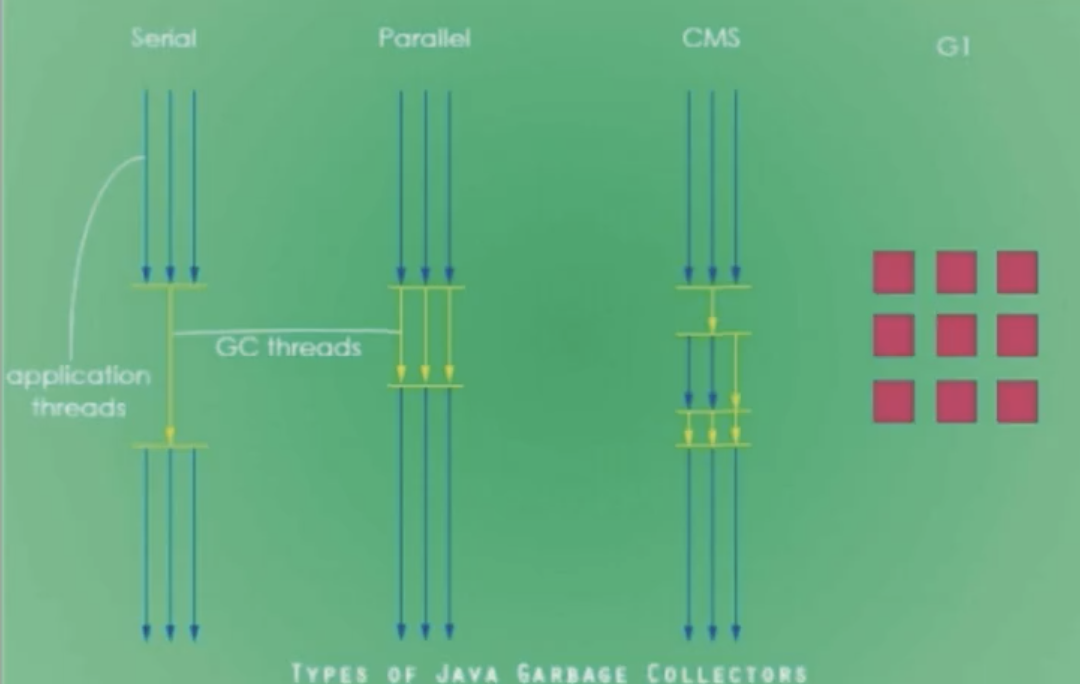 Serial
Parallel
CMS
G1
GC threads
application
threads
TYPES OF JAVA GARBAGE COLLECTORS